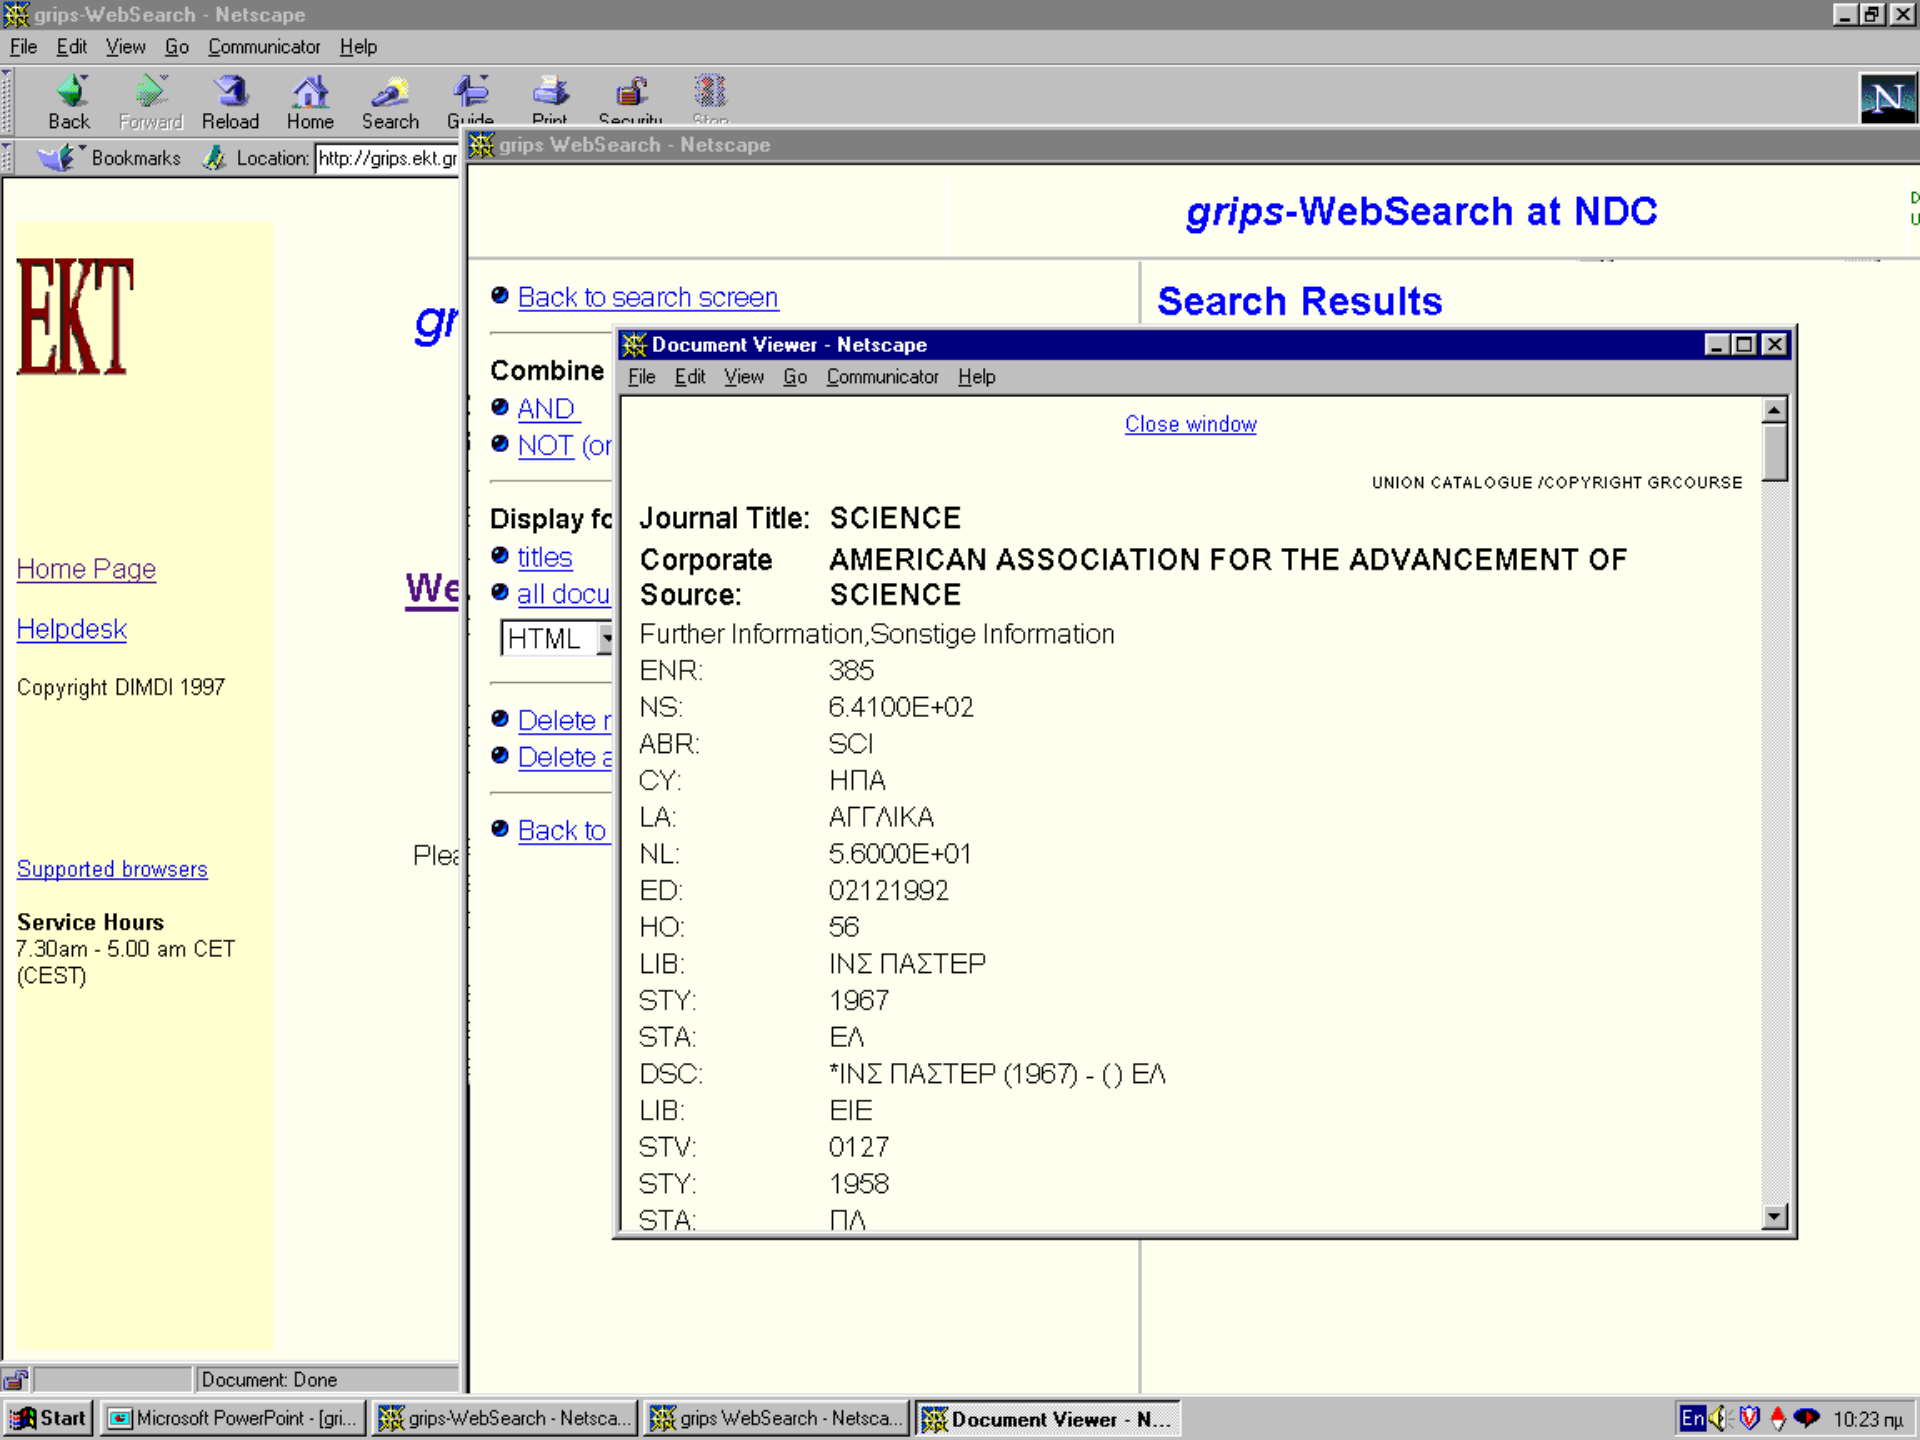 grips-WebSearch - Netscape
File Edit View Go Communicator Help
Back Forward Reload Home Search Guide Print Security Stop
Bookmarks Location: http://grips.ekt.gr
grips WebSearch - Netscape
grips-WebSearch at NDC
EKT
gr
Home Page
Helpdesk
Copyright DIMDI 1997
Supported browsers
Service Hours
7.30am - 5.00 am CET
(CEST)
We
Back to search screen
Combine
AND
NOT (or
Display fo
titles
all docu
HTML
Delete r
Delete a
Back to
Search Results
Document Viewer - Netscape
File Edit View Go Communicator Help
Close window
UNION CATALOGUE /COPYRIGHT GRCOURSE
Journal Title: SCIENCE
Corporate AMERICAN ASSOCIATION FOR THE ADVANCEMENT OF
Source: SCIENCE
Further Information,Sonstige Information
ENR: 385
NS: 6.4100E+02
ABR: SCI
CY: ΗΠΑ
LA: ΑΓΓΛΙΚΑ
NL: 5.6000E+01
ED: 02121992
HO: 56
LIB: ΙΝΣ ΠΑΣΤΕΡ
STY: 1967
STA: ΕΛ
DSC: *ΙΝΣ ΠΑΣΤΕΡ (1967) - () ΕΛ
LIB: ΕΙΕ
STV: 0127
STY: 1958
STA: ΠΛ
Document: Done
Start Microsoft PowerPoint - [gri... grips-WebSearch - Netsca... grips WebSearch - Netsca... Document Viewer - N... En 10:23 πμ